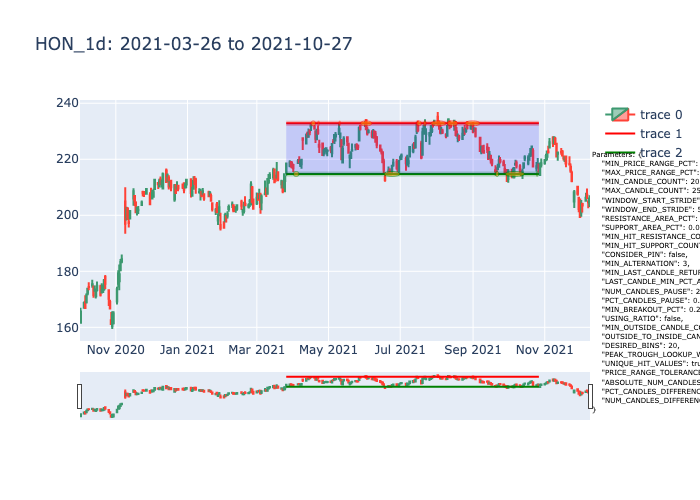 HON_1d: 2021-03-26 to 2021-10-27
240
220
200
180
160
Nov 2020
Jan 2021
Mar 2021
May 2021
Jul 2021
Sep 2021
Nov 2021
trace 0
trace 1
trace 2
Parameters: {
"MIN_PRICE_RANGE_PCT":
"MAX_PRICE_RANGE_PCT":
"MIN_CANDLE_COUNT": 20
"MAX_CANDLE_COUNT": 25
"WINDOW_START_STRIDE":
"WINDOW_END_STRIDE": 5
"RESISTANCE_AREA_PCT":
"SUPPORT_AREA_PCT": 0.0
"MIN_HIT_RESISTANCE_CO
"MIN_HIT_SUPPORT_COUNT
"CONSIDER_PIN": false,
"MIN_ALTERNATION": 3,
"MIN_LAST_CANDLE_RETUR
"LAST_CANDLE_MIN_PCT_A
"NUM_CANDLES_PAUSE": 2
"PCT_CANDLES_PAUSE": 0.
"MIN_BREAKOUT_PCT": 0.2
"USING_RATIO": false,
"MIN_OUTSIDE_CANDLE_CO
"OUTSIDE_TO_INSIDE_CAN
"DESIRED_BINS": 20,
"PEAK_TROUGH_LOOKUP_W
"UNIQUE_HIT_VALUES": tru
"PRICE_RANGE_TOLERANC
"ABSOLUTE_NUM_CANDLES
"PCT_CANDLES_DIFFERENC
"NUM_CANDLES_DIFFEREN
}